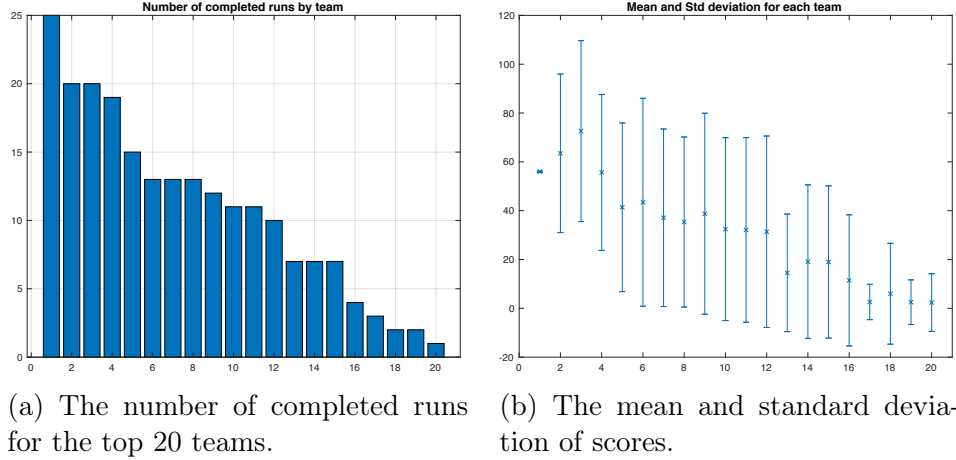 Number of completed runs by team
25
20
15
10
5
0
0 2 4 6 8 10 12 14 16 18 20
(a) The number of completed runs
for the top 20 teams.
Mean and Std deviation for each team
120
100
80
60
40
20
0
-20
0 2 4 6 8 10 12 14 16 18 20
(b) The mean and standard devia-
tion of scores.